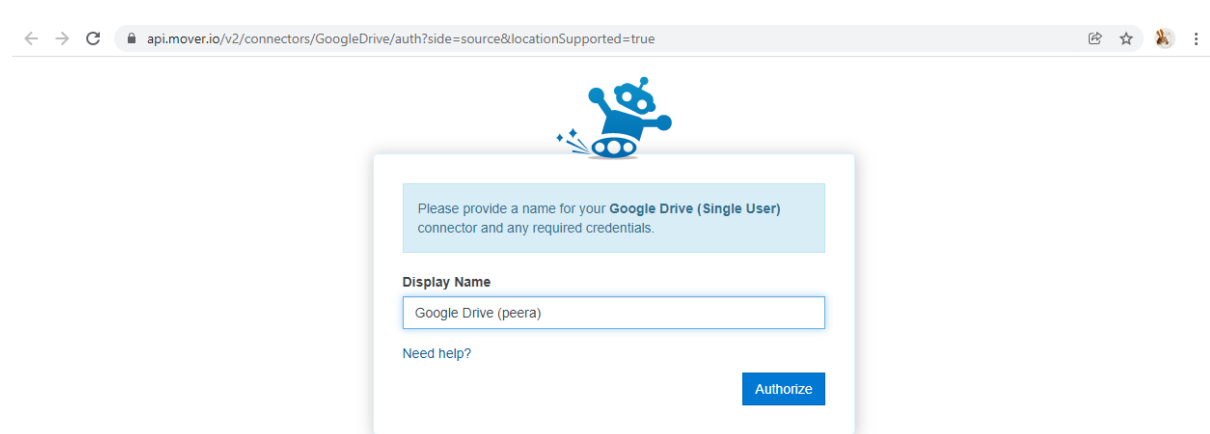 api.mover.io/v2/connectors/GoogleDrive/auth?side=source&locationSupported=true
Please provide a name for your Google Drive (Single User)
connector and any required credentials.
Display Name
Google Drive (peera)
Need help?
Authorize